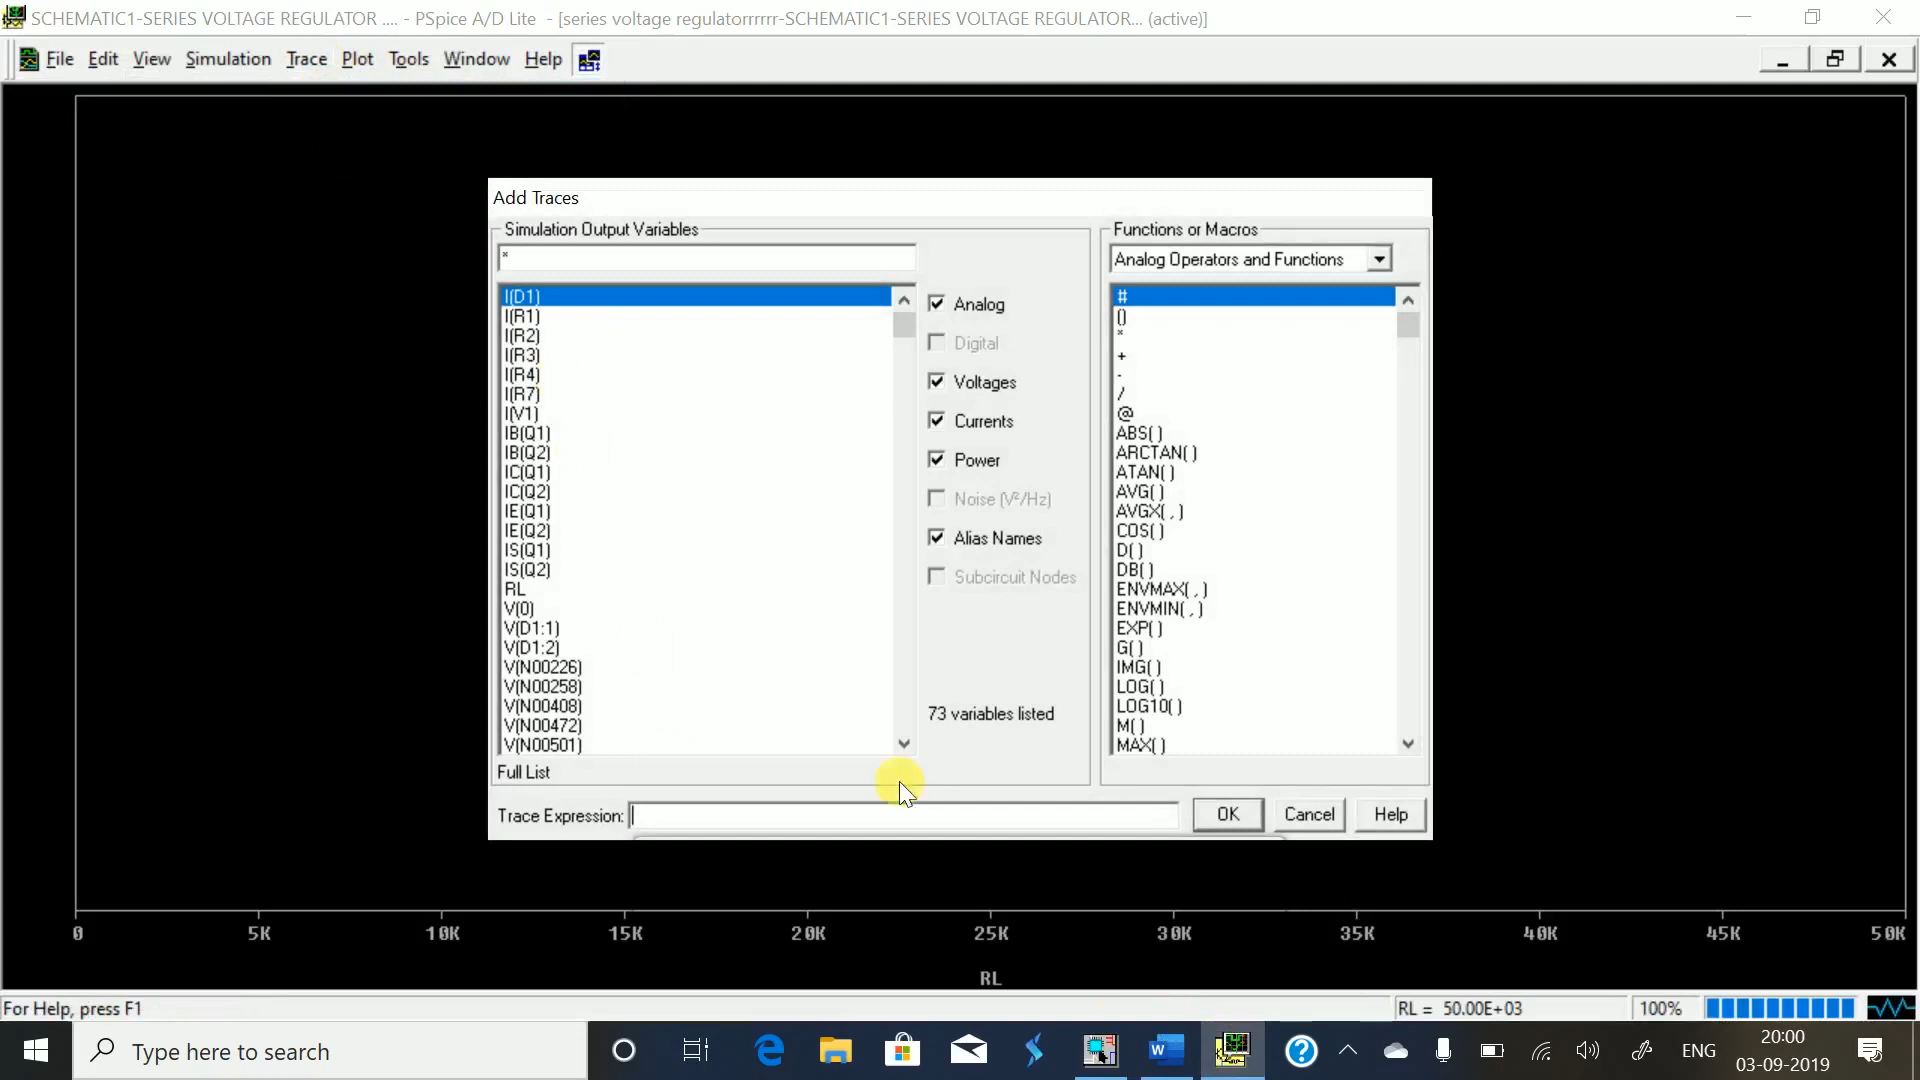 SCHEMATIC1-SERIES VOLTAGE REGULATOR .... - PSpice A/D Lite - [series voltage regulatorrrrrr-SCHEMATIC1-SERIES VOLTAGE REGULATOR... (active)]
File Edit View Simulation Trace Plot Tools Window Help
Add Traces
Simulation Output Variables
*
I(D1)
I(R1)
I(R2)
I(R3)
I(R4)
I(R7)
I(V1)
IB(Q1)
IB(Q2)
IC(Q1)
IC(Q2)
IE(Q1)
IE(Q2)
IS(Q1)
IS(Q2)
RL
V(0)
V(D1:1)
V(D1:2)
V(N00226)
V(N00258)
V(N00408)
V(N00472)
V(N00501)
Full List
Analog
Digital
Voltages
Currents
Power
Noise (V²/Hz)
Alias Names
Subcircuit Nodes
73 variables listed
Functions or Macros
Analog Operators and Functions
#
()
*
+
-
/
@
ABS()
ARCTAN()
ATAN()
AVG()
AVGX(,)
COS()
D()
DB()
ENVMAX(,)
ENVMIN(,)
EXP()
G()
IMG()
LOG()
LOG10()
M()
MAX()
Trace Expression:
OK Cancel Help
0 5K 10K 15K 20K 25K 30K 35K 40K 45K 50K
RL
For Help, press F1
RL = 50.00E+03
100%
Type here to search
ENG
20:00
03-09-2019